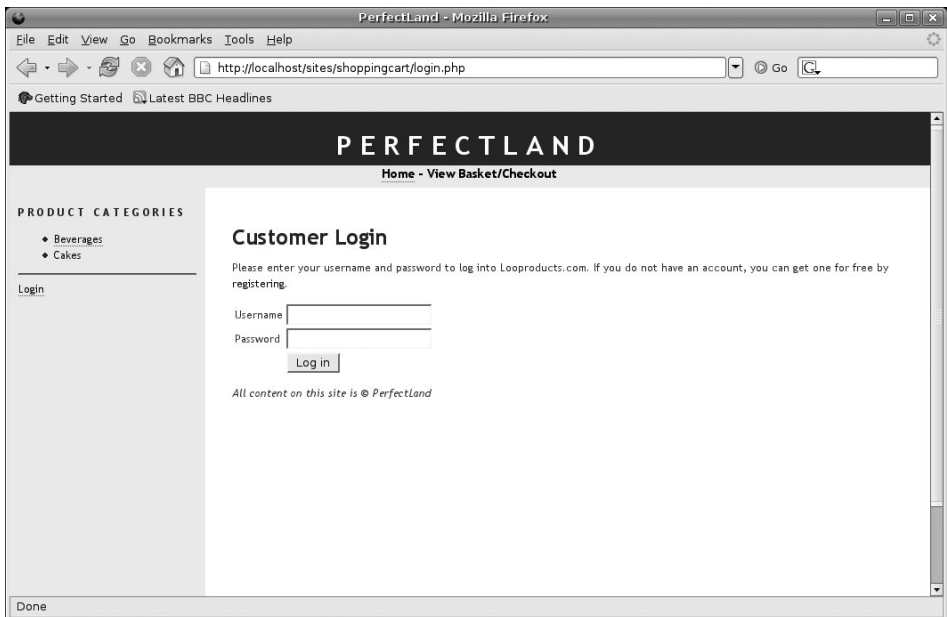 PerfectLand - Mozilla Firefox
File Edit View Go Bookmarks Tools Help
http://localhost/sites/shoppingcart/login.php
Go
G
Getting Started Latest BBC Headlines
PERFECTLAND
Home - View Basket/Checkout
PRODUCT CATEGORIES
Beverages
Cakes
Login
Customer Login
Please enter your username and password to log into Looproducts.com. If you do not have an account, you can get one for free by
registering.
Username
Password
Log in
All content on this site is © PerfectLand
Done